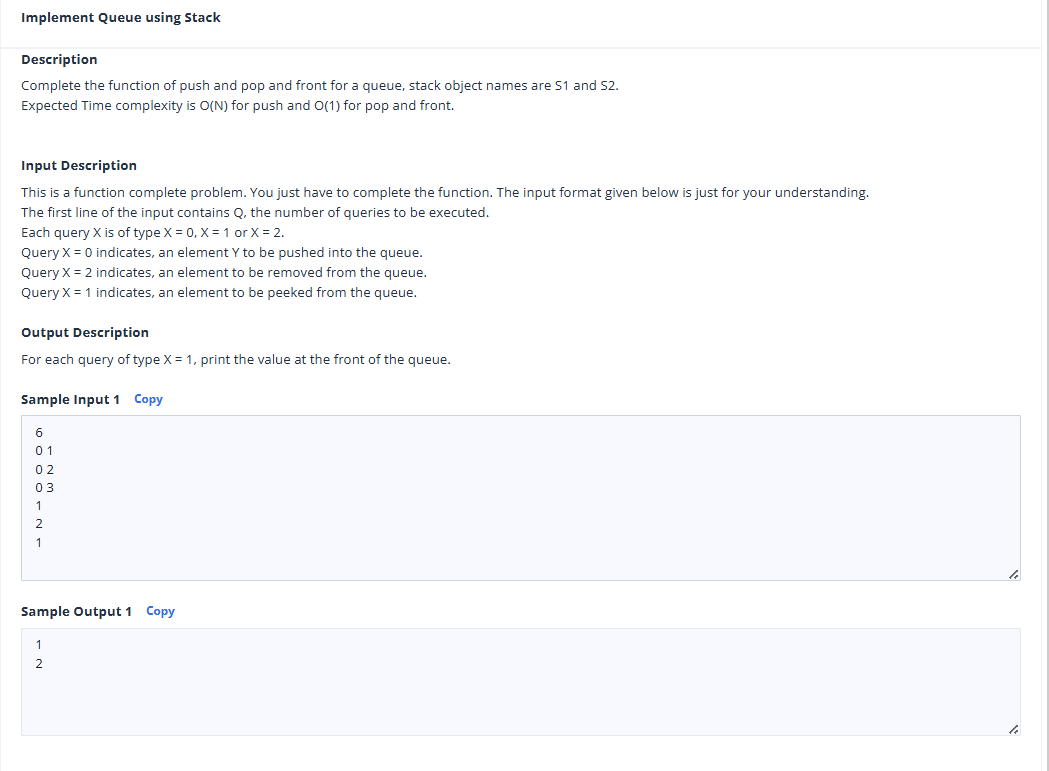 Implement Queue using Stack
Description
Complete the function of push and pop and front for a queue, stack object names are S1 and S2.
Expected Time complexity is O(N) for push and O(1) for pop and front.
Input Description
This is a function complete problem. You just have to complete the function. The input format given below is just for your understanding.
The first line of the input contains Q, the number of queries to be executed.
Each query X is of type X = 0, X = 1 or X = 2.
Query X = 0 indicates, an element Y to be pushed into the queue.
Query X = 2 indicates, an element to be removed from the queue.
Query X = 1 indicates, an element to be peeked from the queue.
Output Description
For each query of type X = 1, print the value at the front of the queue.
Sample Input 1 Copy
6
0 1
0 2
0 3
1
2
1
Sample Output 1 Copy
1
2